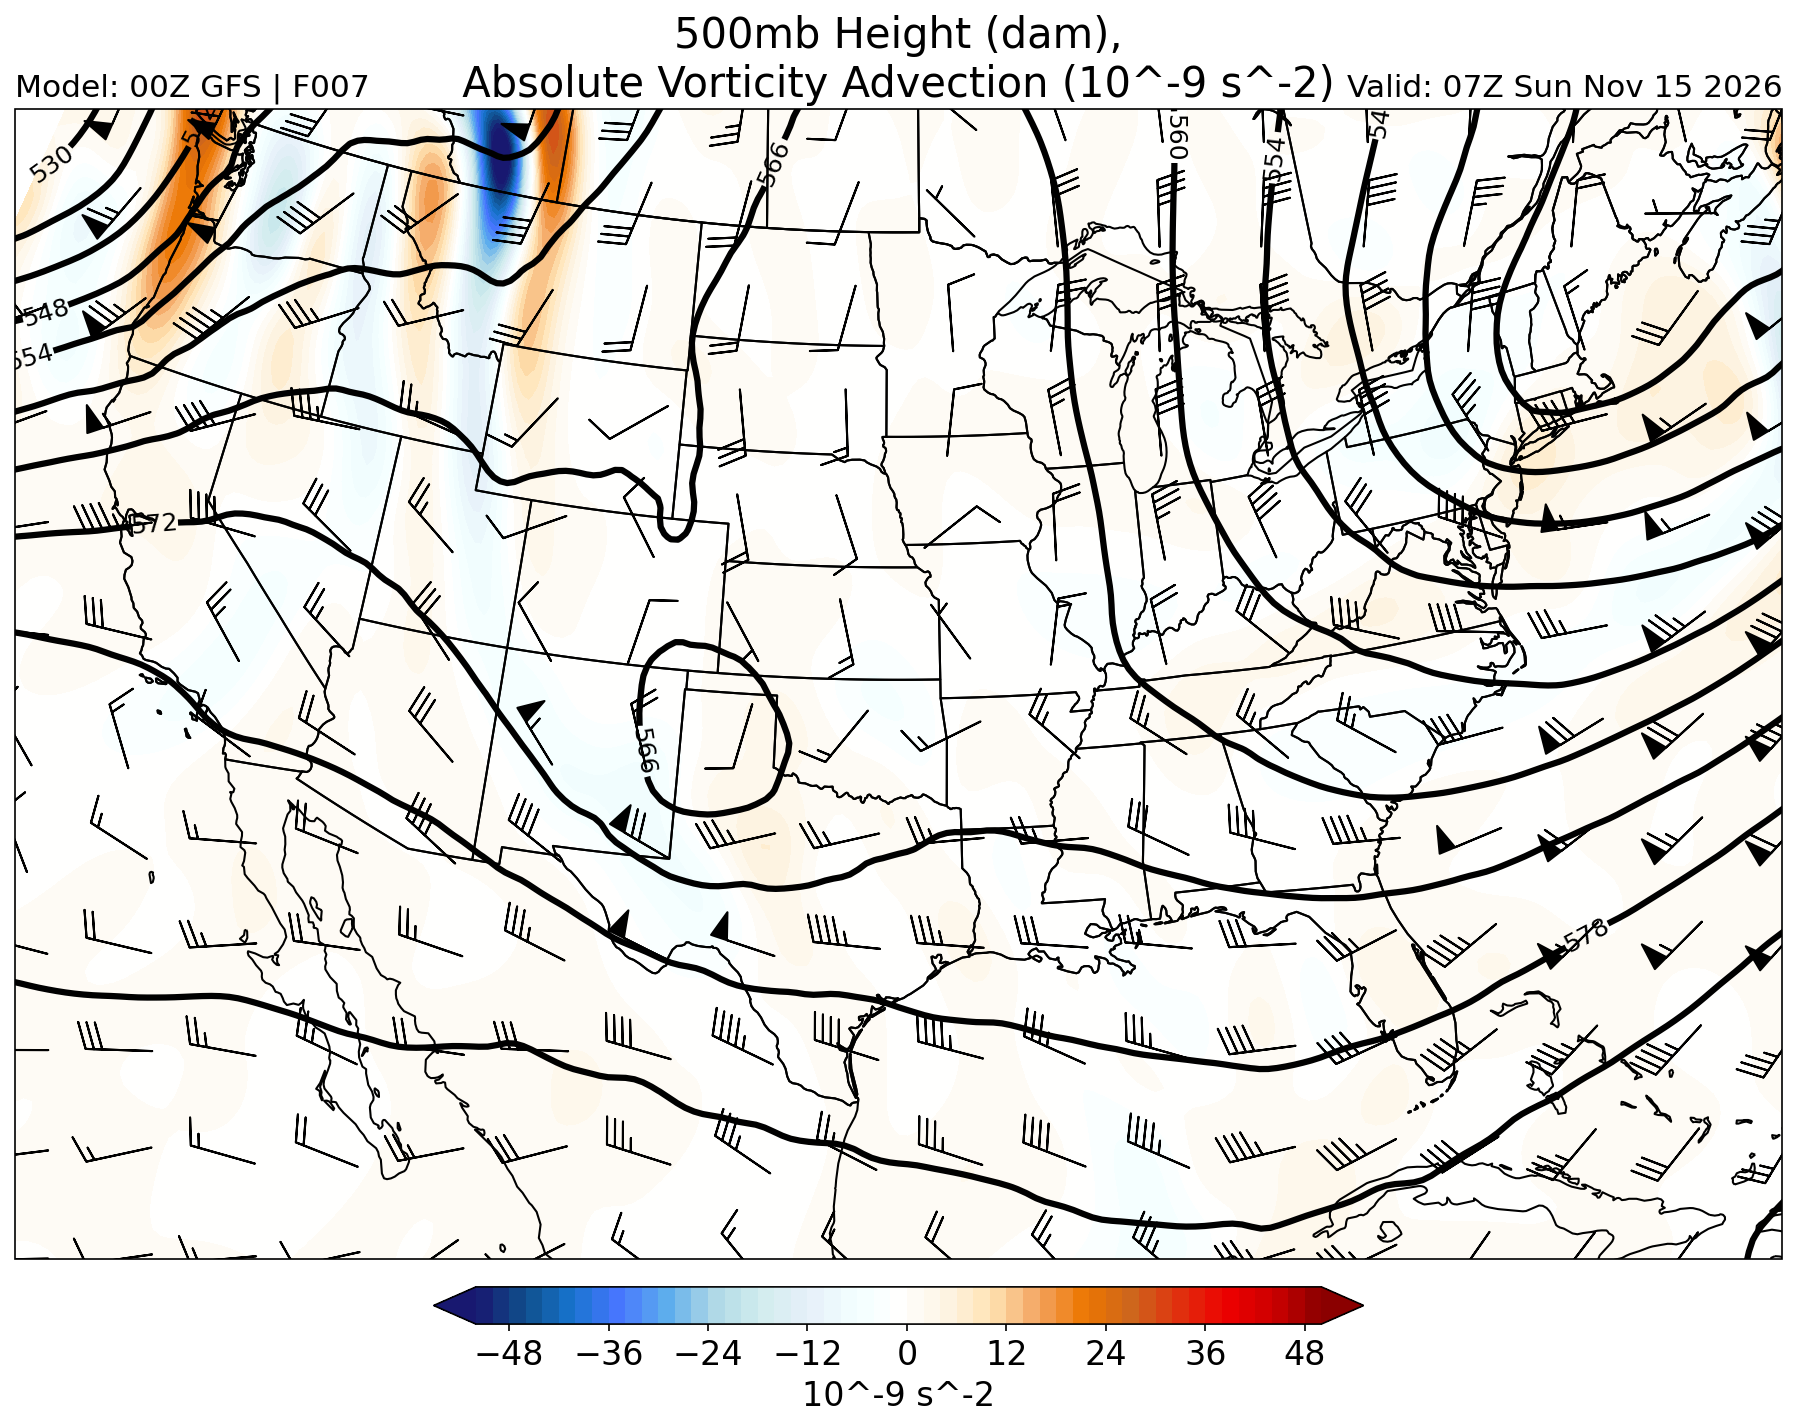 500mb Height (dam),
Model: 00Z GFS | F007
Absolute Vorticity Advection (10^-9 s^-2)
Valid: 07Z Sun Nov 15 2026
530
548
554
572
566
566
560
554
578
−48 −36 −24 −12 0 12 24 36 48
10^-9 s^-2